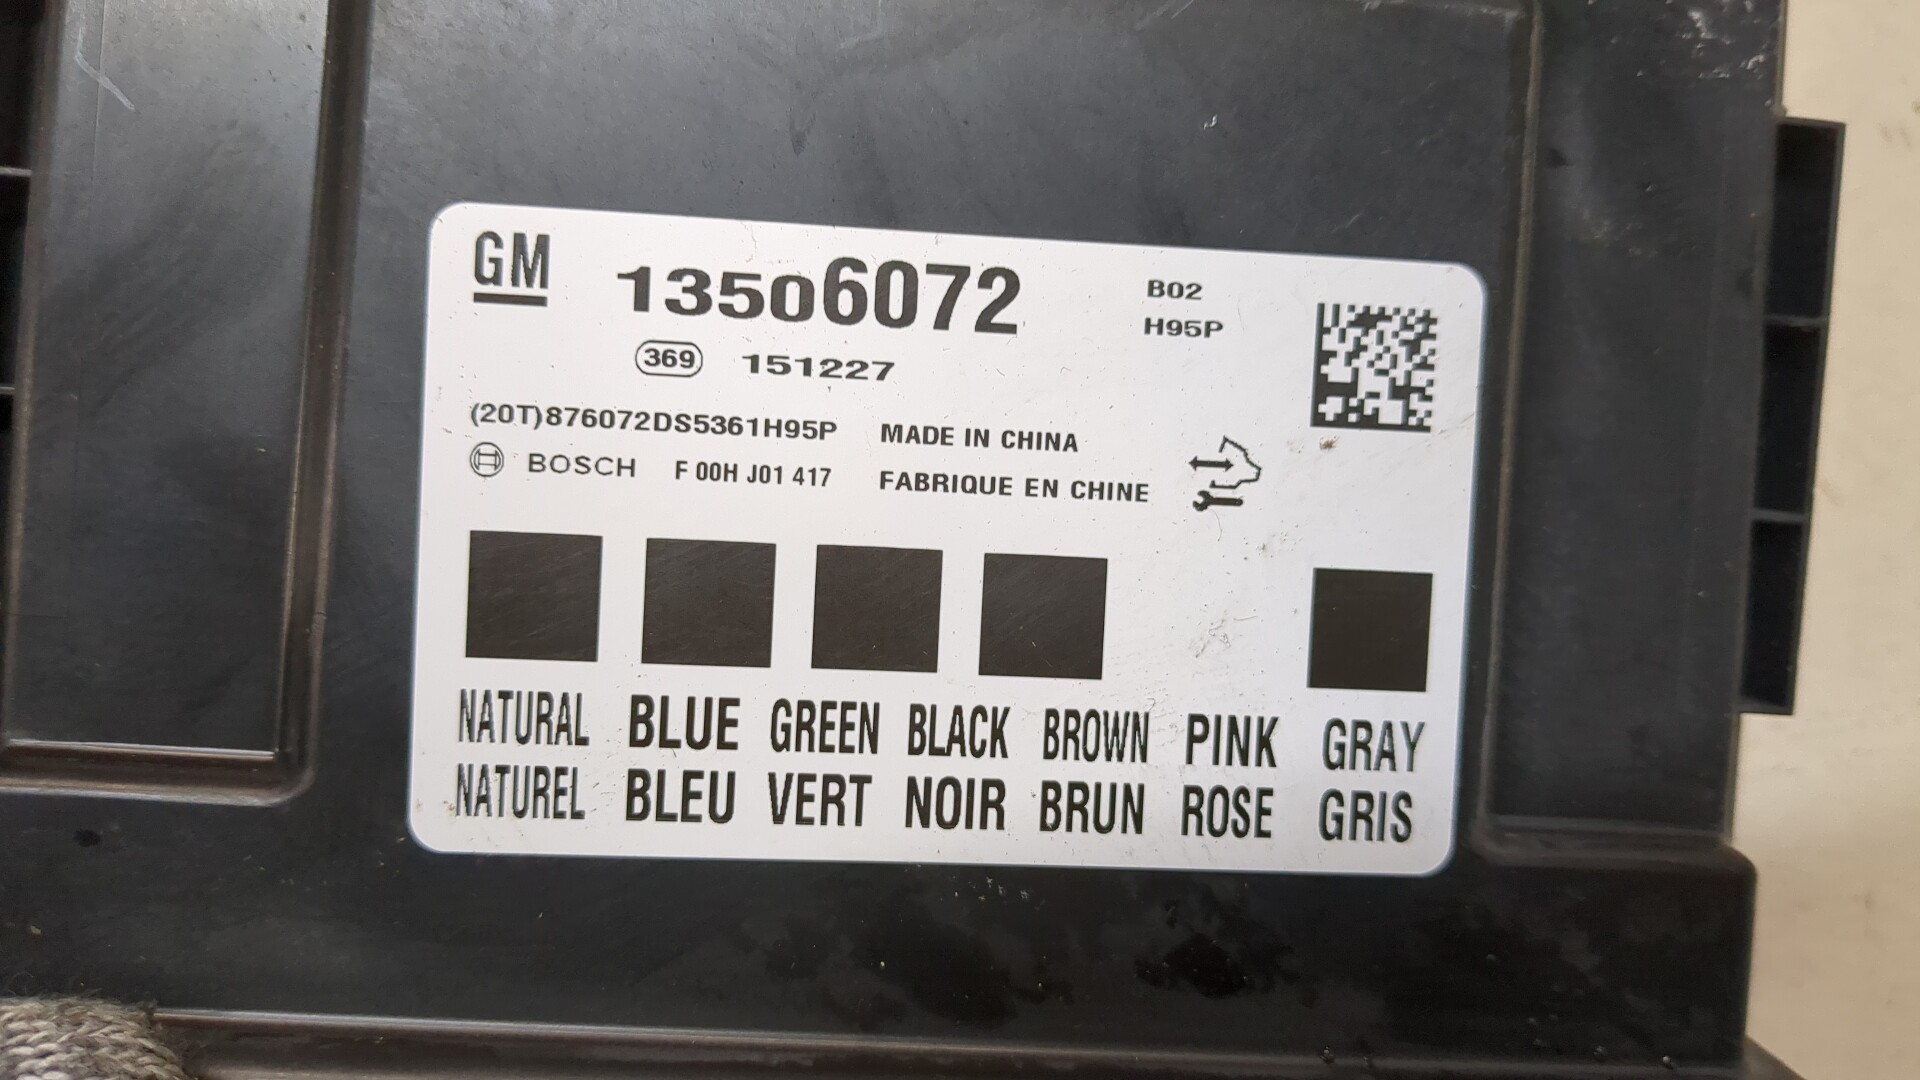 GM 13506072 B02
H95P
369 151227
(20T)876072DS5361H95P MADE IN CHINA
BOSCH F 00H J01 417 FABRIQUE EN CHINE
NATURAL BLUE GREEN BLACK BROWN PINK GRAY
NATUREL BLEU VERT NOIR BRUN ROSE GRIS